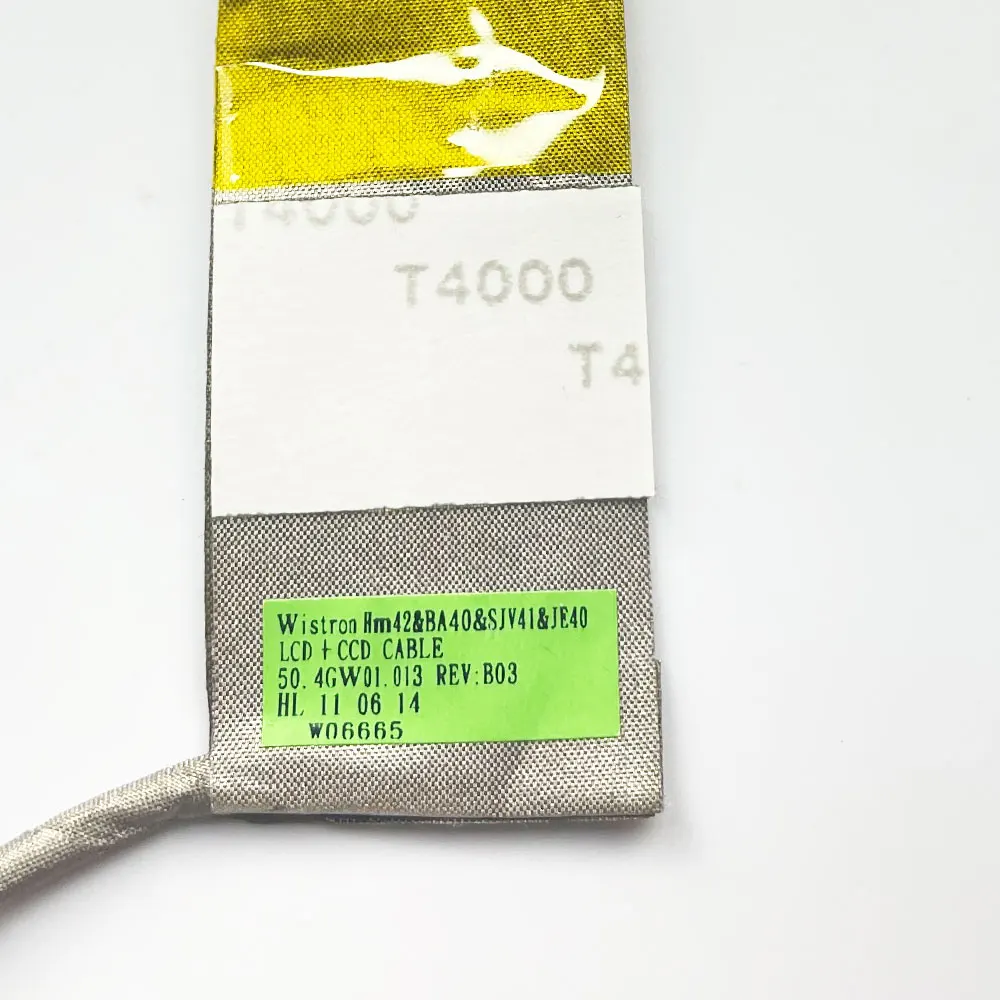 T4000
T4000
T4
Wistron Hm42&BA40&SJV41&JE40
LCD+CCD CABLE
50.4GW01.013 REV:B03
HL 11 06 14
W06665